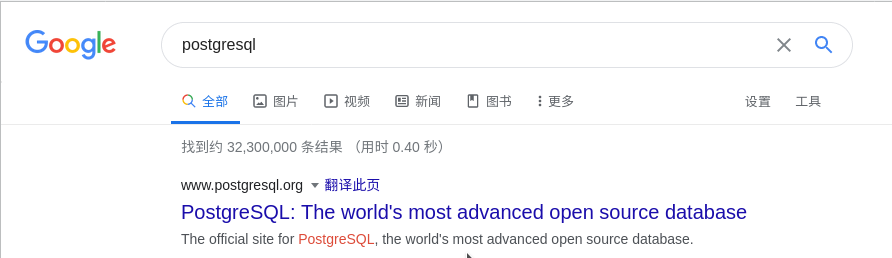 Google
postgresql
全部 图片 视频 新闻 图书 更多 设置 工具
找到约 32,300,000 条结果 （用时 0.40 秒）
www.postgresql.org 翻译此页
PostgreSQL: The world's most advanced open source database
The official site for PostgreSQL, the world's most advanced open source database.